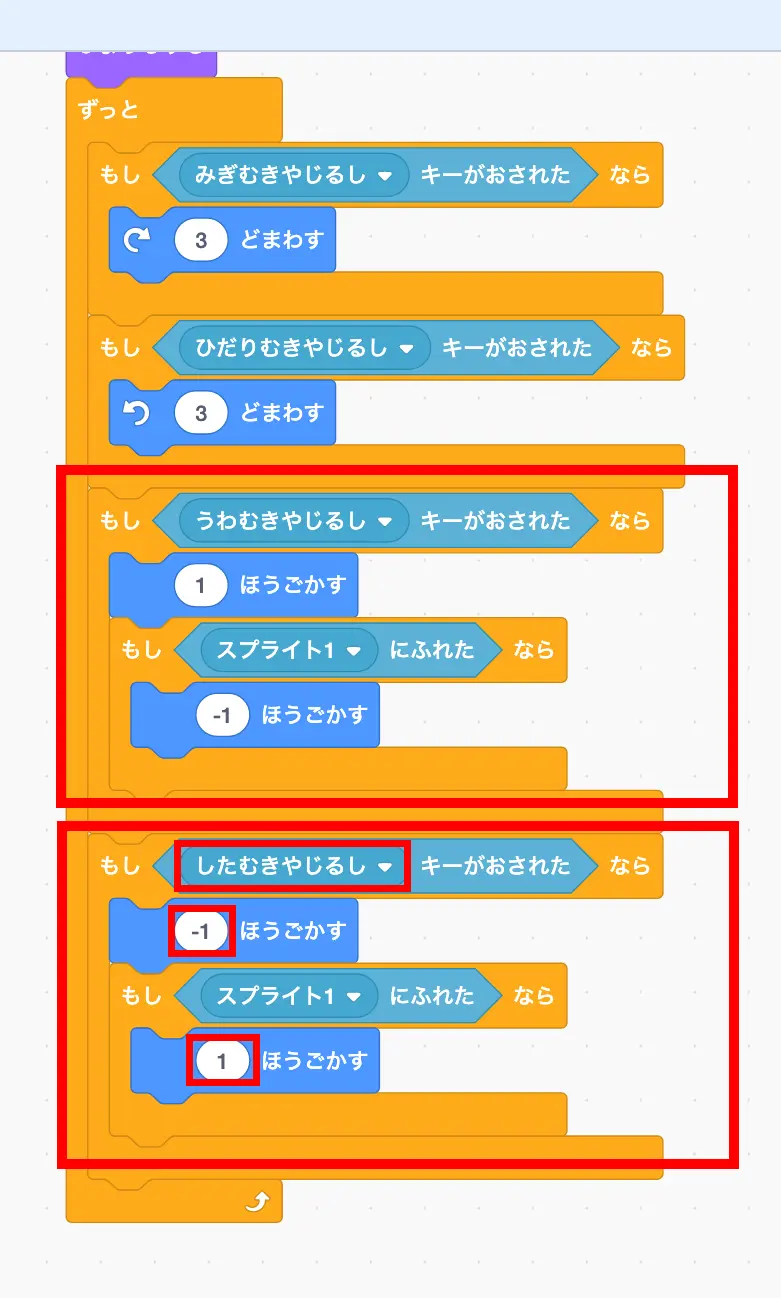 ずっと
もし みぎむきやじるし キーがおされた なら
3 どまわす
もし ひだりむきやじるし キーがおされた なら
3 どまわす
もし うわむきやじるし キーがおされた なら
1 ほうごかす
もし スプライト1 にふれた なら
-1 ほうごかす
もし したむきやじるし キーがおされた なら
-1 ほうごかす
もし スプライト1 にふれた なら
1 ほうごかす